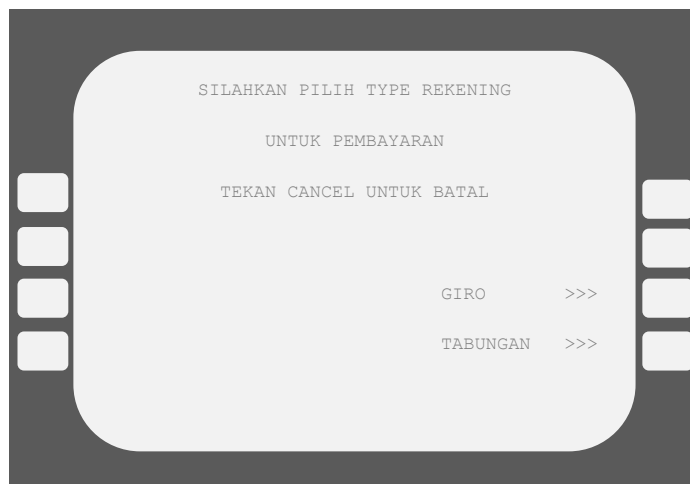 SILAHKAN PILIH TYPE REKENING
UNTUK PEMBAYARAN
TEKAN CANCEL UNTUK BATAL
GIRO >>>
TABUNGAN >>>